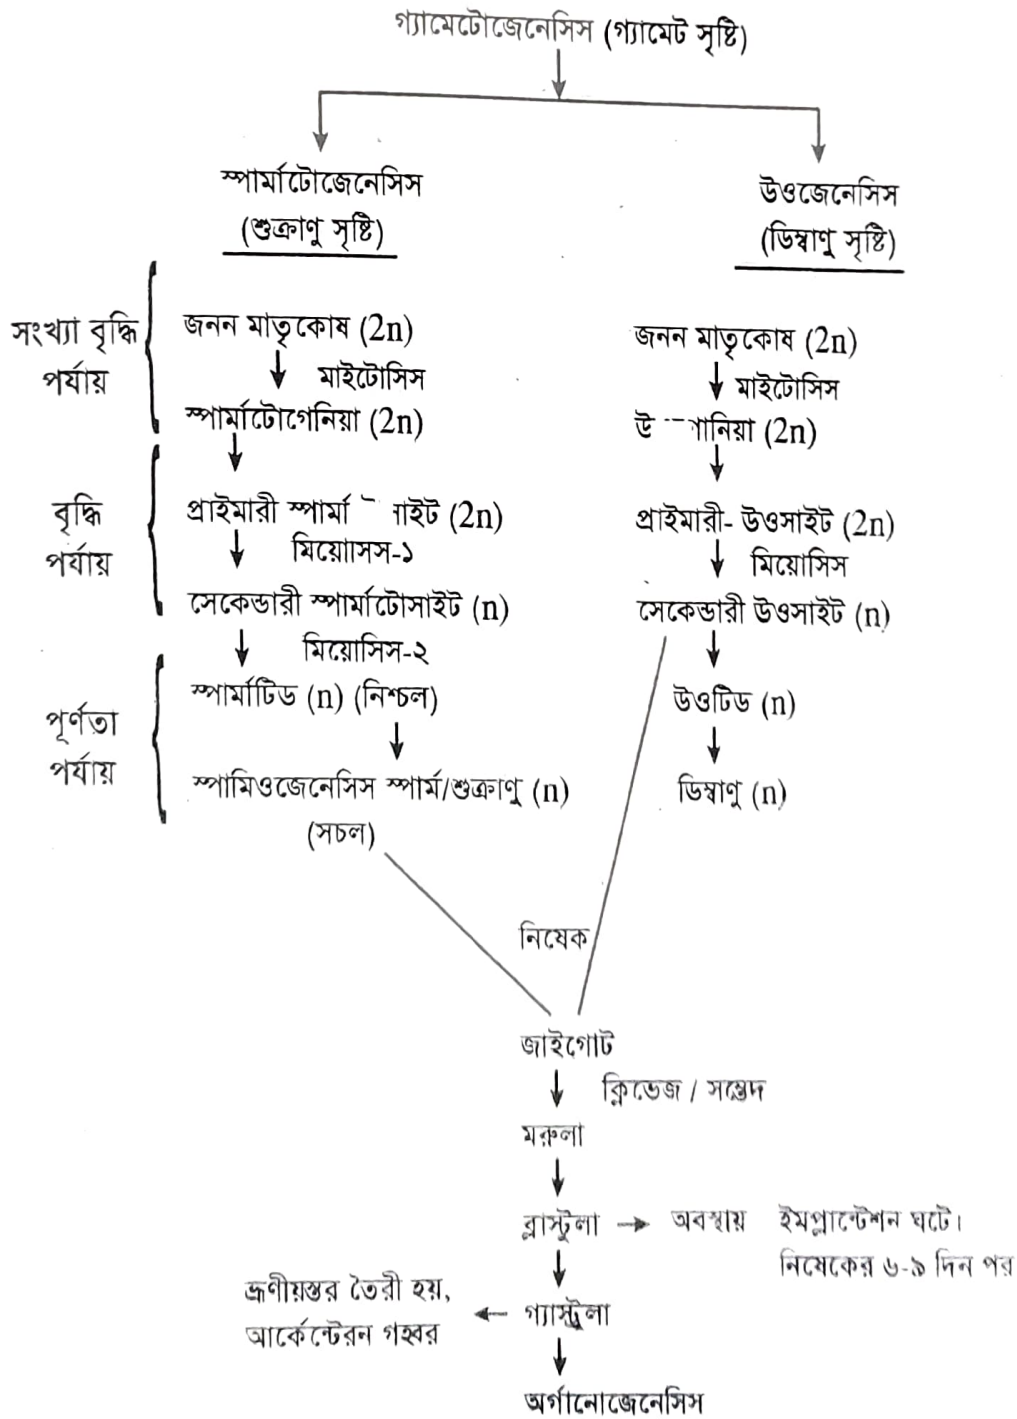 গ্যামেটোজেনেসিস (গ্যামেট সৃষ্টি)
স্পার্মাটোজেনেসিস
(শুক্রাণু সৃষ্টি)
উওজেনেসিস
(ডিম্বাণু সৃষ্টি)
সংখ্যা বৃদ্ধি
পর্যায়
জনন মাতৃকোষ (2n)
মাইটোসিস
স্পার্মাটোগেনিয়া (2n)
জনন মাতৃকোষ (2n)
মাইটোসিস
(2n)
বৃদ্ধি
পর্যায়
প্রাইমারী (2n)
মিয়োাসস-১
সেকেন্ডারী স্পার্মাটোসাইট (n)
মিয়োসিস-২
প্রাইমারী- উওসাইট (2n)
মিয়োসিস
সেকেন্ডারী উওসাইট (n)
পূর্ণতা
পর্যায়
স্পার্মাটিড (n) (নিশ্চল)
স্পামিওজেনেসিস স্পার্ম/শুক্রাণু (n)
(সচল)
উওটিড (n)
ডিম্বাণু (n)
নিষেক
জাইগোট
ক্লিভেজ / সম্ভেদ
মরুলা
ব্লাস্টুলা → অবস্থায় ইমপ্লান্টেশন ঘটে।
নিষেকের ৬-৯ দিন পর
ভ্রূণীয়স্তর তৈরী হয়,
আর্কেন্টেরন গহ্বর
← গ্যাস্ট্রুলা
অর্গানোজেনেসিস